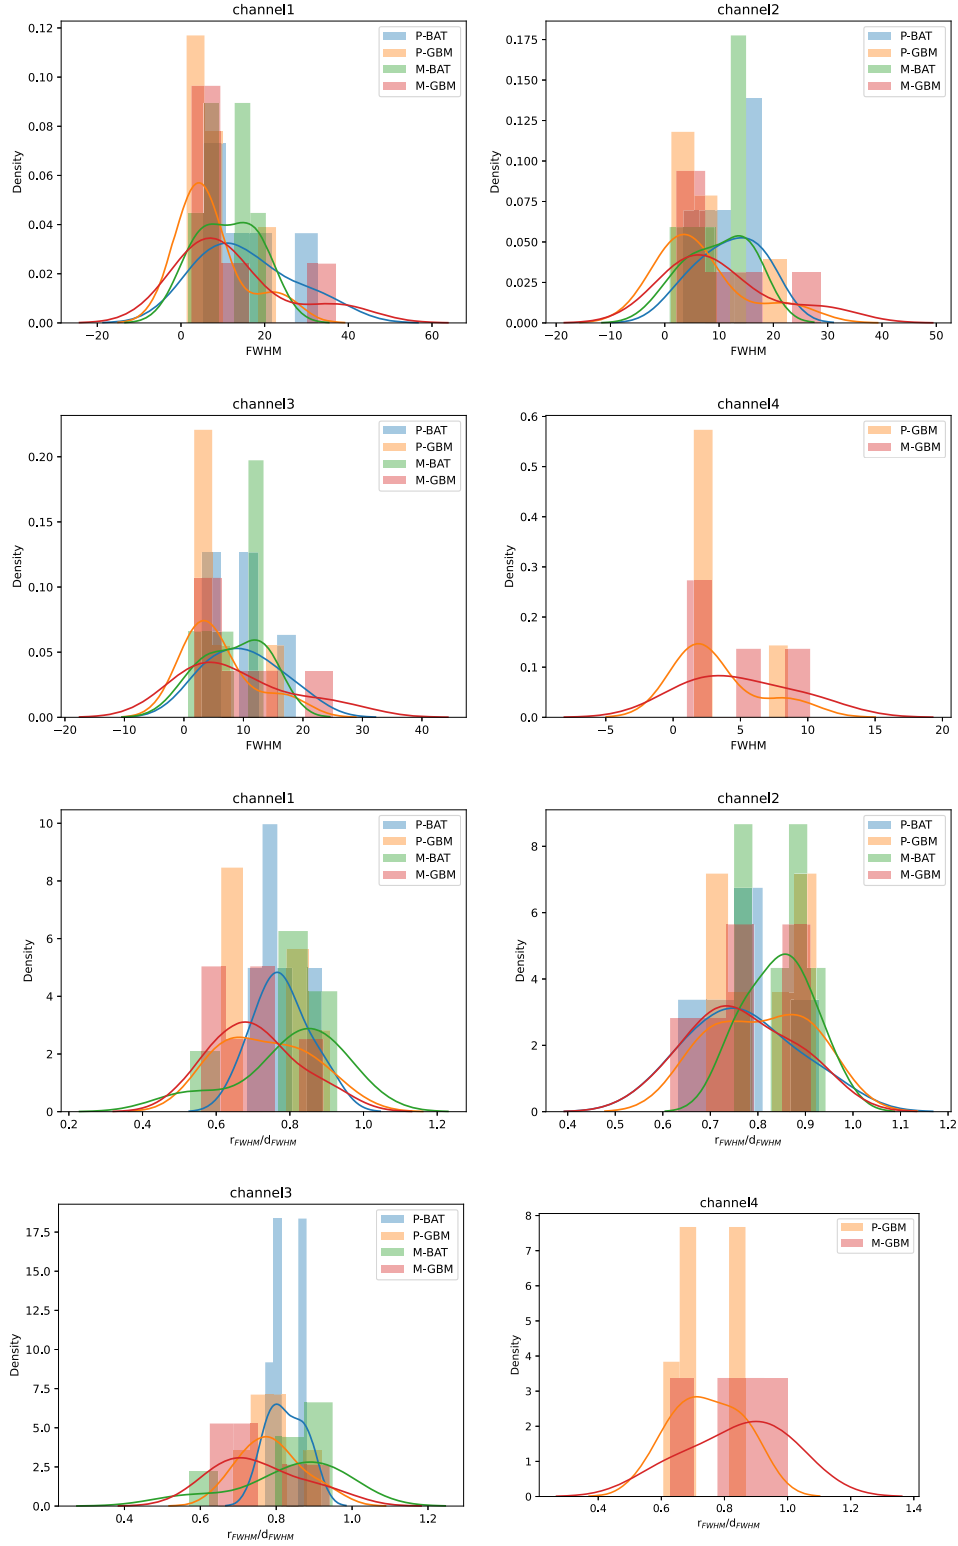 channel1
0.12
0.10
0.08
0.06
0.04
0.02
0.00
Density
−20 0 20 40 60
FWHM
P-BAT
P-GBM
M-BAT
M-GBM
channel2
0.175
0.150
0.125
0.100
0.075
0.050
0.025
0.000
Density
−20 −10 0 10 20 30 40 50
FWHM
P-BAT
P-GBM
M-BAT
M-GBM
channel3
0.20
0.15
0.10
0.05
0.00
Density
−20 −10 0 10 20 30 40
FWHM
P-BAT
P-GBM
M-BAT
M-GBM
channel4
0.6
0.5
0.4
0.3
0.2
0.1
0.0
Density
−5 0 5 10 15 20
FWHM
P-GBM
M-GBM
channel1
10
8
6
4
2
0
Density
0.2 0.4 0.6 0.8 1.0 1.2
r_FWHM/d_FWHM
P-BAT
P-GBM
M-BAT
M-GBM
channel2
8
6
4
2
0
Density
0.4 0.5 0.6 0.7 0.8 0.9 1.0 1.1 1.2
r_FWHM/d_FWHM
P-BAT
P-GBM
M-BAT
M-GBM
channel3
17.5
15.0
12.5
10.0
7.5
5.0
2.5
0.0
Density
0.4 0.6 0.8 1.0 1.2
r_FWHM/d_FWHM
P-BAT
P-GBM
M-BAT
M-GBM
channel4
8
7
6
5
4
3
2
1
0
Density
0.4 0.6 0.8 1.0 1.2 1.4
r_FWHM/d_FWHM
P-GBM
M-GBM